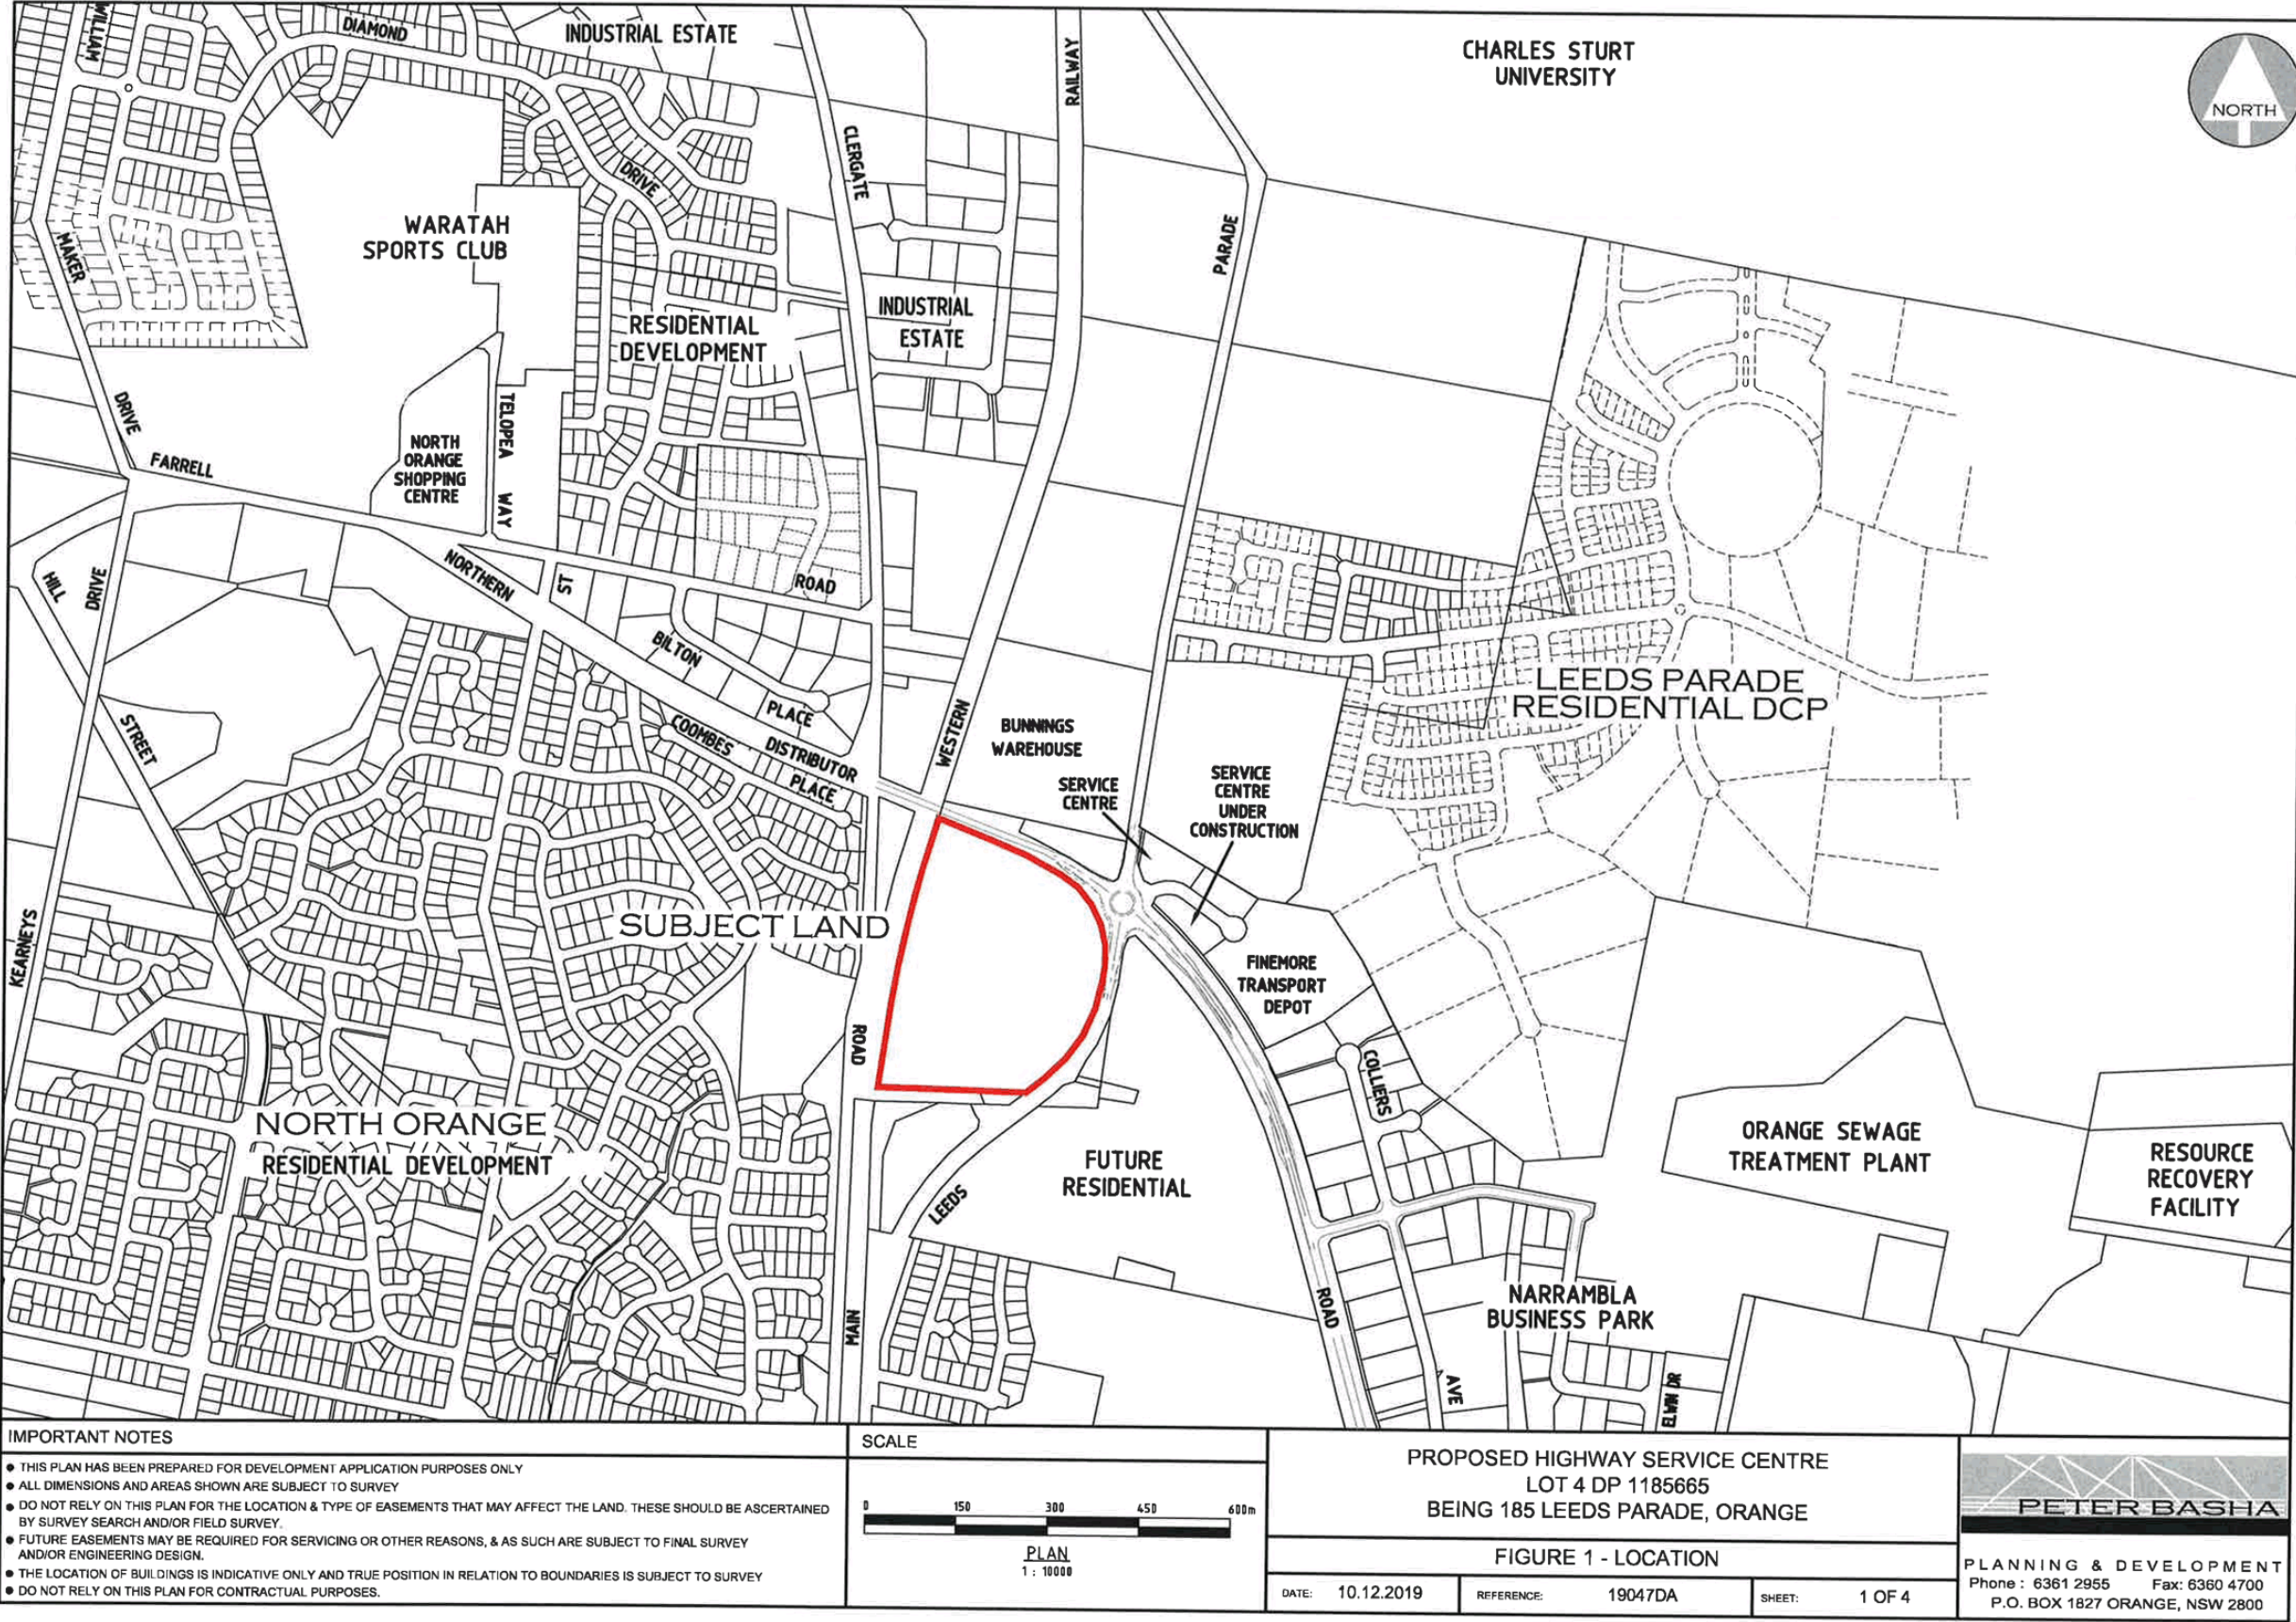 WILLIAM
DIAMOND
INDUSTRIAL ESTATE
RAILWAY
CHARLES STURT
UNIVERSITY
NORTH
CLERGATE
DRIVE
WARATAH
SPORTS CLUB
MAKER
PARADE
INDUSTRIAL
ESTATE
RESIDENTIAL
DEVELOPMENT
DRIVE
TELOPEA WAY
NORTH
ORANGE
SHOPPING
CENTRE
FARRELL
NORTHERN
ST
ROAD
HILL
DRIVE
BILTON
PLACE
LEEDS PARADE
RESIDENTIAL DCP
STREET
COOMBES
PLACE
DISTRIBUTOR
WESTERN
BUNNINGS
WAREHOUSE
SERVICE
CENTRE
SERVICE
CENTRE
UNDER
CONSTRUCTION
KEARNEYS
SUBJECT LAND
FINEMORE
TRANSPORT
DEPOT
ROAD
COLLIERS
NORTH ORANGE
RESIDENTIAL DEVELOPMENT
FUTURE
RESIDENTIAL
LEEDS
ORANGE SEWAGE
TREATMENT PLANT
RESOURCE
RECOVERY
FACILITY
MAIN
ROAD
NARRAMBLA
BUSINESS PARK
AVE
ELWIN DR
IMPORTANT NOTES
● THIS PLAN HAS BEEN PREPARED FOR DEVELOPMENT APPLICATION PURPOSES ONLY
● ALL DIMENSIONS AND AREAS SHOWN ARE SUBJECT TO SURVEY
● DO NOT RELY ON THIS PLAN FOR THE LOCATION & TYPE OF EASEMENTS THAT MAY AFFECT THE LAND. THESE SHOULD BE ASCERTAINED
BY SURVEY SEARCH AND/OR FIELD SURVEY.
● FUTURE EASEMENTS MAY BE REQUIRED FOR SERVICING OR OTHER REASONS, & AS SUCH ARE SUBJECT TO FINAL SURVEY
AND/OR ENGINEERING DESIGN.
● THE LOCATION OF BUILDINGS IS INDICATIVE ONLY AND TRUE POSITION IN RELATION TO BOUNDARIES IS SUBJECT TO SURVEY
● DO NOT RELY ON THIS PLAN FOR CONTRACTUAL PURPOSES.
SCALE
0 150 300 450 600m
PLAN
1 : 10000
PROPOSED HIGHWAY SERVICE CENTRE
LOT 4 DP 1185665
BEING 185 LEEDS PARADE, ORANGE
FIGURE 1 - LOCATION
DATE: 10.12.2019 REFERENCE: 19047DA SHEET: 1 OF 4
PETER BASHA
PLANNING & DEVELOPMENT
Phone : 6361 2955 Fax: 6360 4700
P.O. BOX 1827 ORANGE, NSW 2800